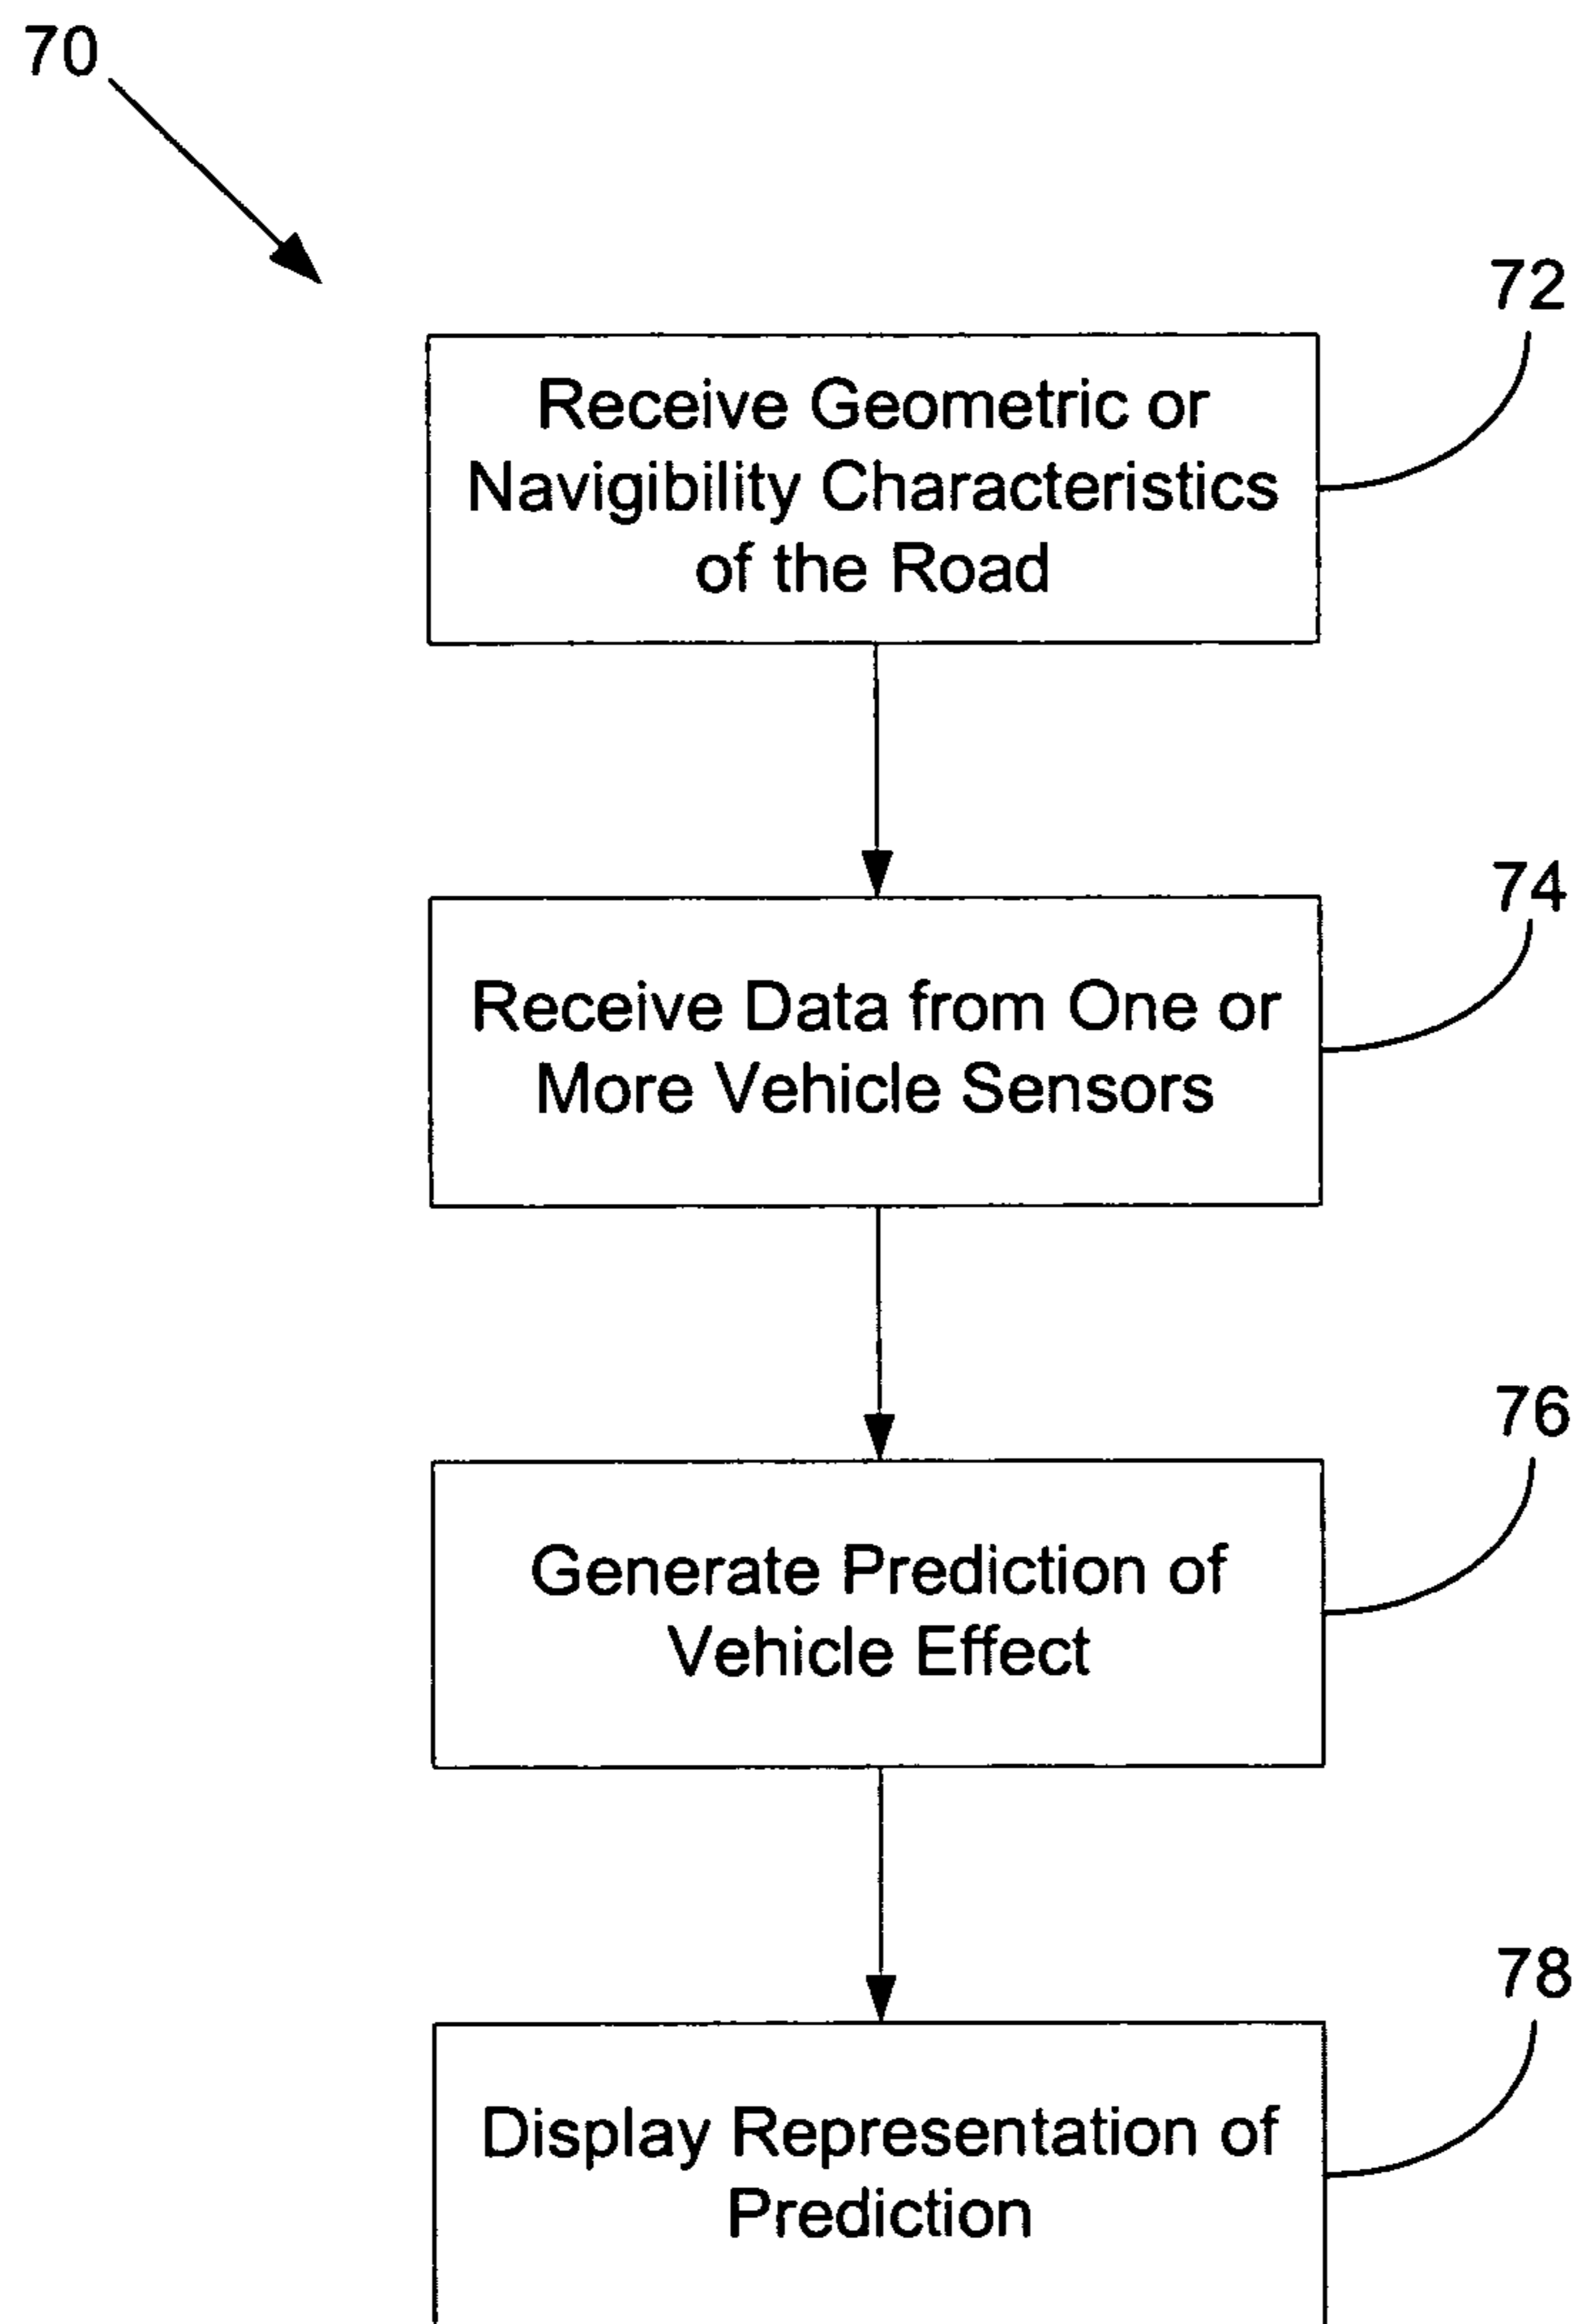 70
72
Receive Geometric or
Navigibility Characteristics
of the Road
74
Receive Data from One or
More Vehicle Sensors
76
Generate Prediction of
Vehicle Effect
78
Display Representation of
Prediction